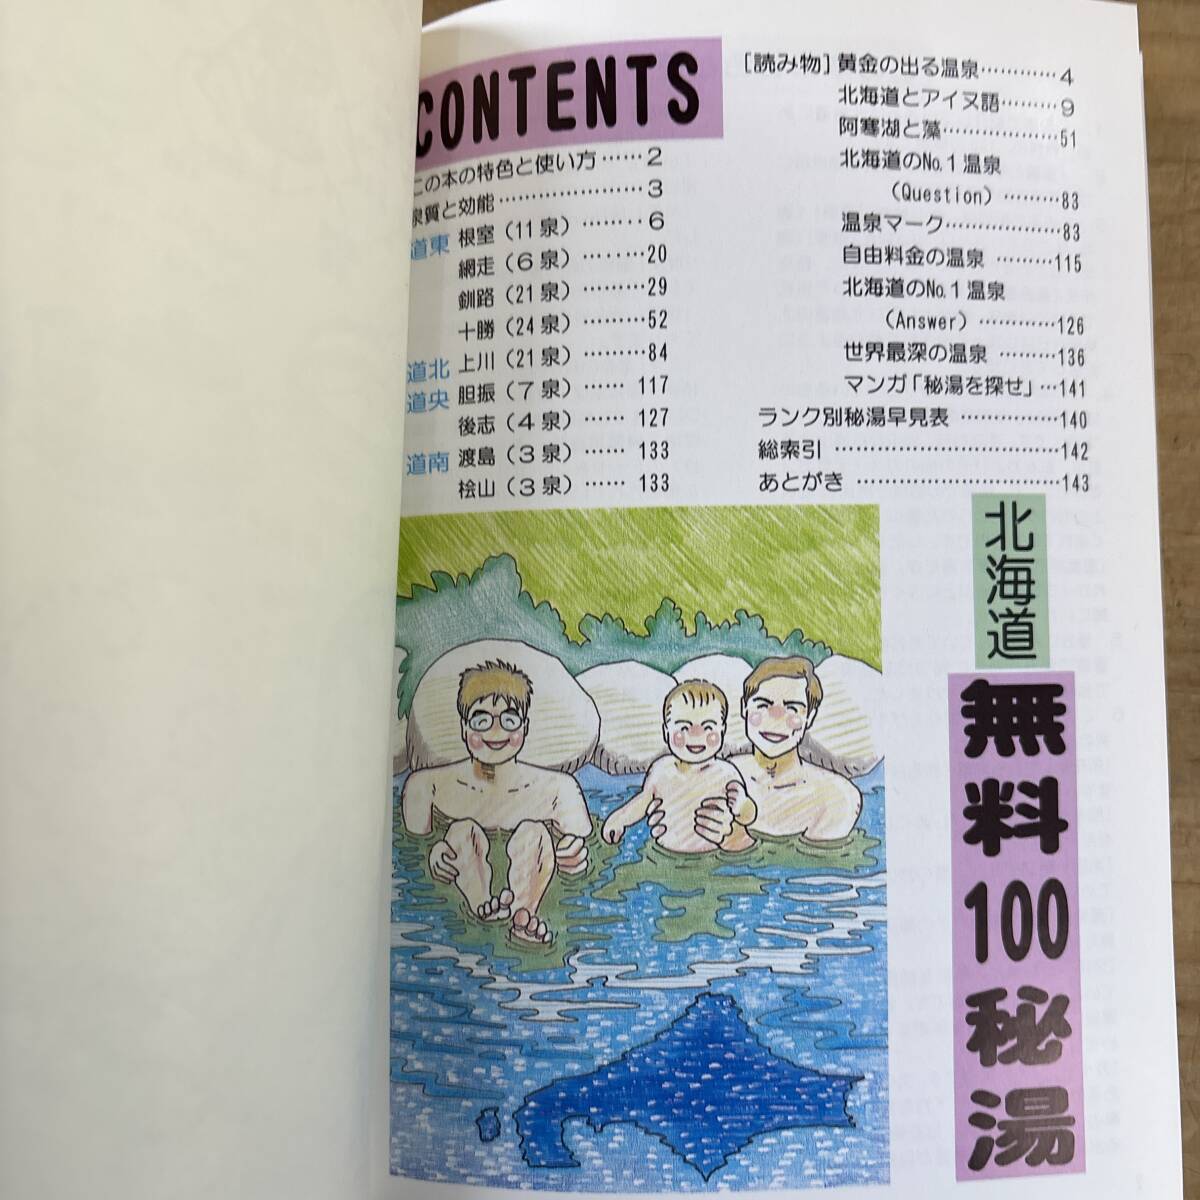 CONTENTS
この本の特色と使い方……2
泉質と効能…………………3
道東 根室(11泉)………6
網走(6泉)………20
釧路(21泉)………29
十勝(24泉)………52
道北 上川(21泉)………84
道央 胆振(7泉)…… 117
後志(4泉)…… 127
道南 渡島(3泉)…… 133
桧山(3泉)…… 133
[読み物]黄金の出る温泉…………4
北海道とアイヌ語………9
阿寒湖と藻………………51
北海道のNo.1温泉
(Question)………83
温泉マーク………………83
自由料金の温泉 ………115
北海道のNo.1温泉
(Answer)…………126
世界最深の温泉 ………136
マンガ「秘湯を探せ」…141
ランク別秘湯早見表 ……………140
総索引 ……………………………142
あとがき …………………………143
北海道
無料100秘湯